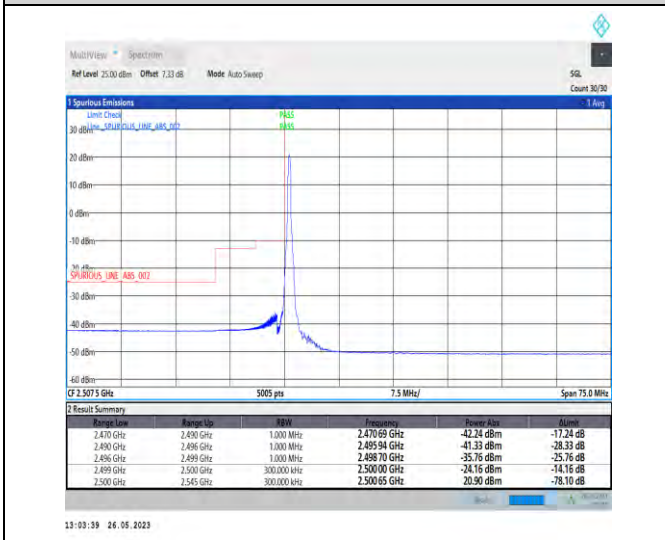 MultiView Spectrum
Ref Level 25.00 dBm Offset 7.33 dB Mode Auto Sweep SGL
Count 30/30
1 Spurious Emissions 1 Avg
Limit Check PASS
Line _SPURIOUS_LINE_ABS_002 PASS
30 dBm
20 dBm
10 dBm
0 dBm
-10 dBm
-20 dBm
SPURIOUS_LINE_ABS_002
-30 dBm
-40 dBm
-50 dBm
-60 dBm
CF 2.507 5 GHz 5005 pts 7.5 MHz/ Span 75.0 MHz
2 Result Summary
Range Low Range Up RBW Frequency Power Abs ΔLimit
2.470 GHz 2.490 GHz 1.000 MHz 2.470 69 GHz -42.24 dBm -17.24 dB
2.490 GHz 2.496 GHz 1.000 MHz 2.495 94 GHz -41.33 dBm -28.33 dB
2.496 GHz 2.499 GHz 1.000 MHz 2.498 70 GHz -35.76 dBm -25.76 dB
2.499 GHz 2.500 GHz 300.000 kHz 2.500 00 GHz -24.16 dBm -14.16 dB
2.500 GHz 2.545 GHz 300.000 kHz 2.500 65 GHz 20.90 dBm -78.10 dB
13:03:39 26.05.2023